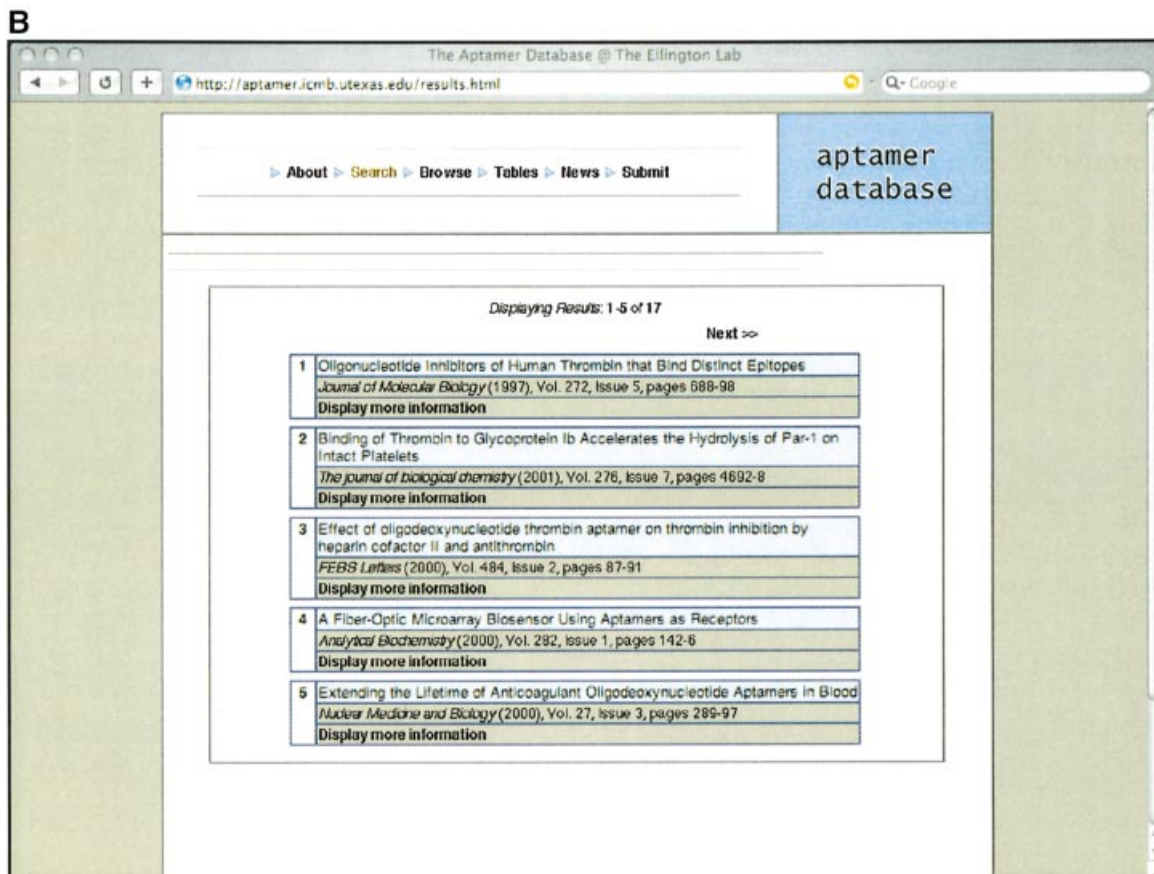 B
The Aptamer Database @ The Ellington Lab
http://aptamer.icmb.utexas.edu/results.html
Google
About Search Browse Tables News Submit
aptamer
database
Displaying Results: 1-5 of 17
Next >>
1 Oligonucleotide Inhibitors of Human Thrombin that Bind Distinct Epitopes
Journal of Molecular Biology (1997), Vol. 272, Issue 5, pages 688-98
Display more information
2 Binding of Thrombin to Glycoprotein Ib Accelerates the Hydrolysis of Par-1 on
Intact Platelets
The journal of biological chemistry (2001), Vol. 276, Issue 7, pages 4692-8
Display more information
3 Effect of oligodeoxynucleotide thrombin aptamer on thrombin inhibition by
heparin cofactor II and antithrombin
FEBS Letters (2000), Vol. 484, Issue 2, pages 87-91
Display more information
4 A Fiber-Optic Microarray Biosensor Using Aptamers as Receptors
Analytical Biochemistry (2000), Vol. 282, Issue 1, pages 142-6
Display more information
5 Extending the Lifetime of Anticoagulant Oligodeoxynucleotide Aptamers in Blood
Nuclear Medicine and Biology (2000), Vol. 27, Issue 3, pages 289-97
Display more information